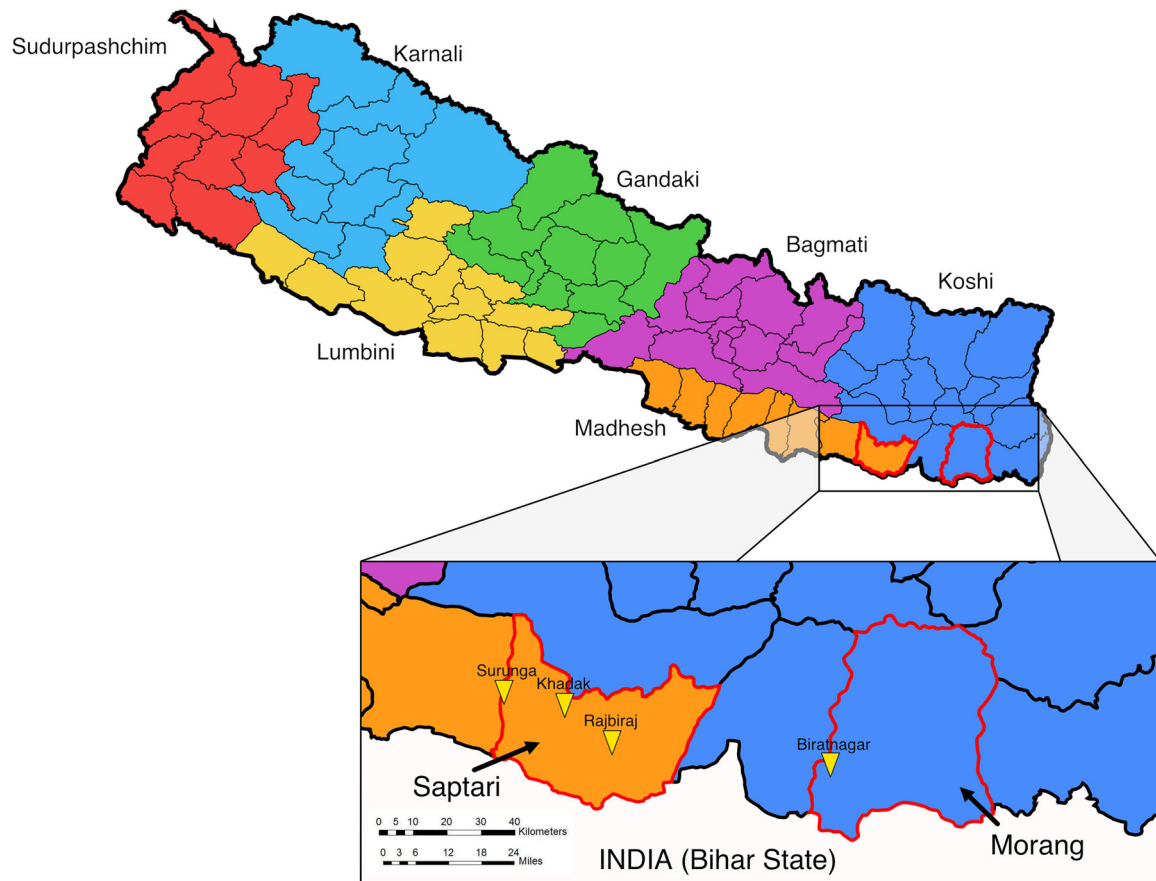 Sudurpashchim
Karnali
Gandaki
Bagmati
Koshi
Lumbini
Madhesh
Surunga
Khadak
Rajbiraj
Biratnagar
Saptari
Morang
0 5 10 20 30 40
Kilometers
0 3 6 12 18 24
Miles
INDIA (Bihar State)